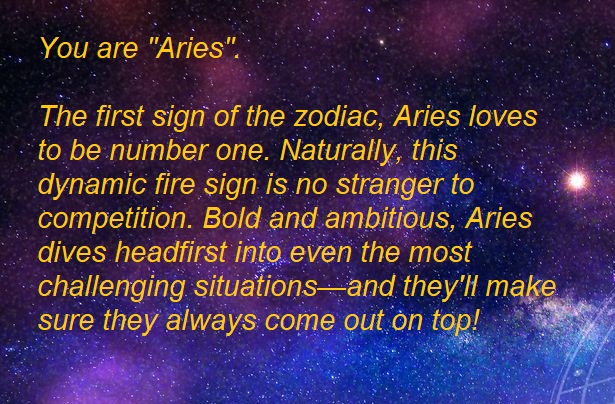 You are "Aries".
The first sign of the zodiac, Aries loves
to be number one. Naturally, this
dynamic fire sign is no stranger to
competition. Bold and ambitious, Aries
dives headfirst into even the most
challenging situations—and they'll make
sure they always come out on top!